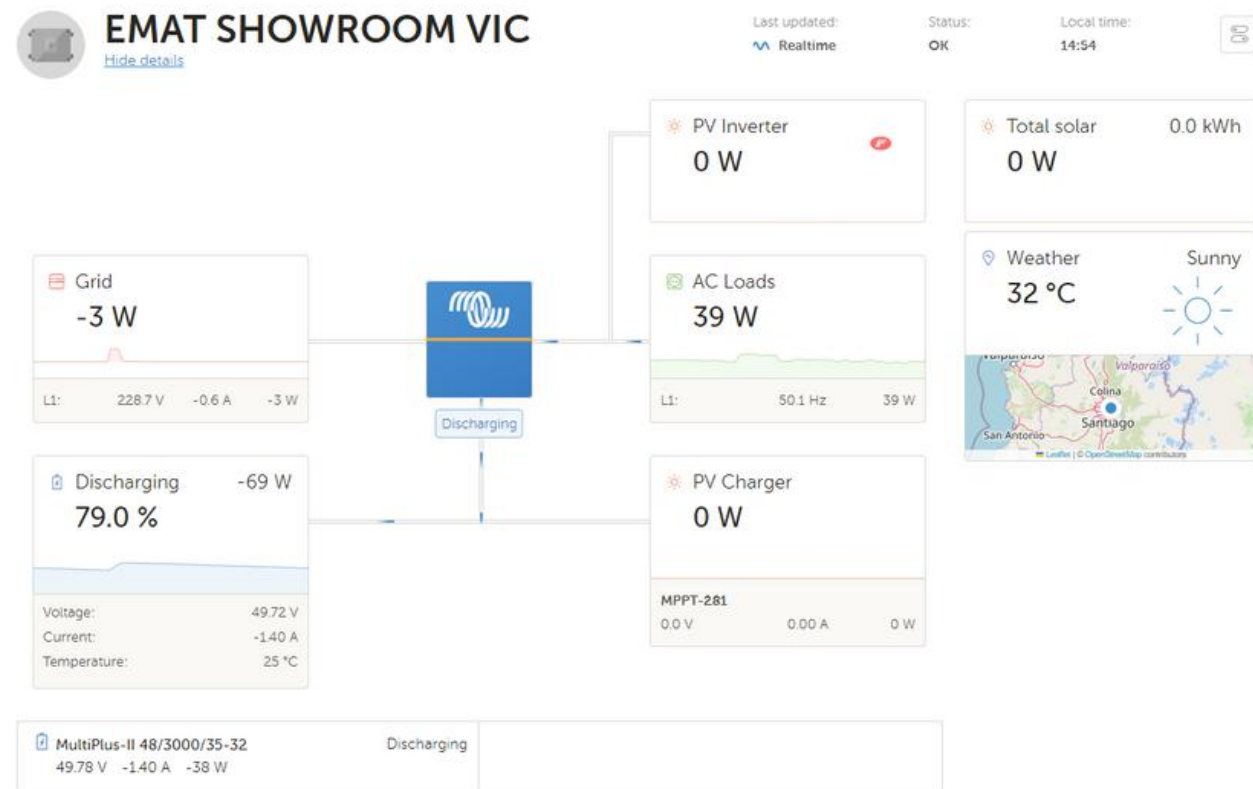 EMAT SHOWROOM VIC
Hide details
Last updated:
Realtime
Status:
OK
Local time:
14:54
PV Inverter
0 W
Total solar 0.0 kWh
0 W
Grid
-3 W
L1: 228.7 V -0.6 A -3 W
AC Loads
39 W
L1: 50.1 Hz 39 W
Weather Sunny
32 °C
Valparaíso
Valparaíso
Colina
Santiago
San Antonio
Leaflet | © OpenStreetMap contributors
Discharging
Discharging -69 W
79.0 %
Voltage: 49.72 V
Current: -1.40 A
Temperature: 25 °C
PV Charger
0 W
MPPT-281
0.0 V 0.00 A 0 W
MultiPlus-II 48/3000/35-32 Discharging
49.78 V -1.40 A -38 W